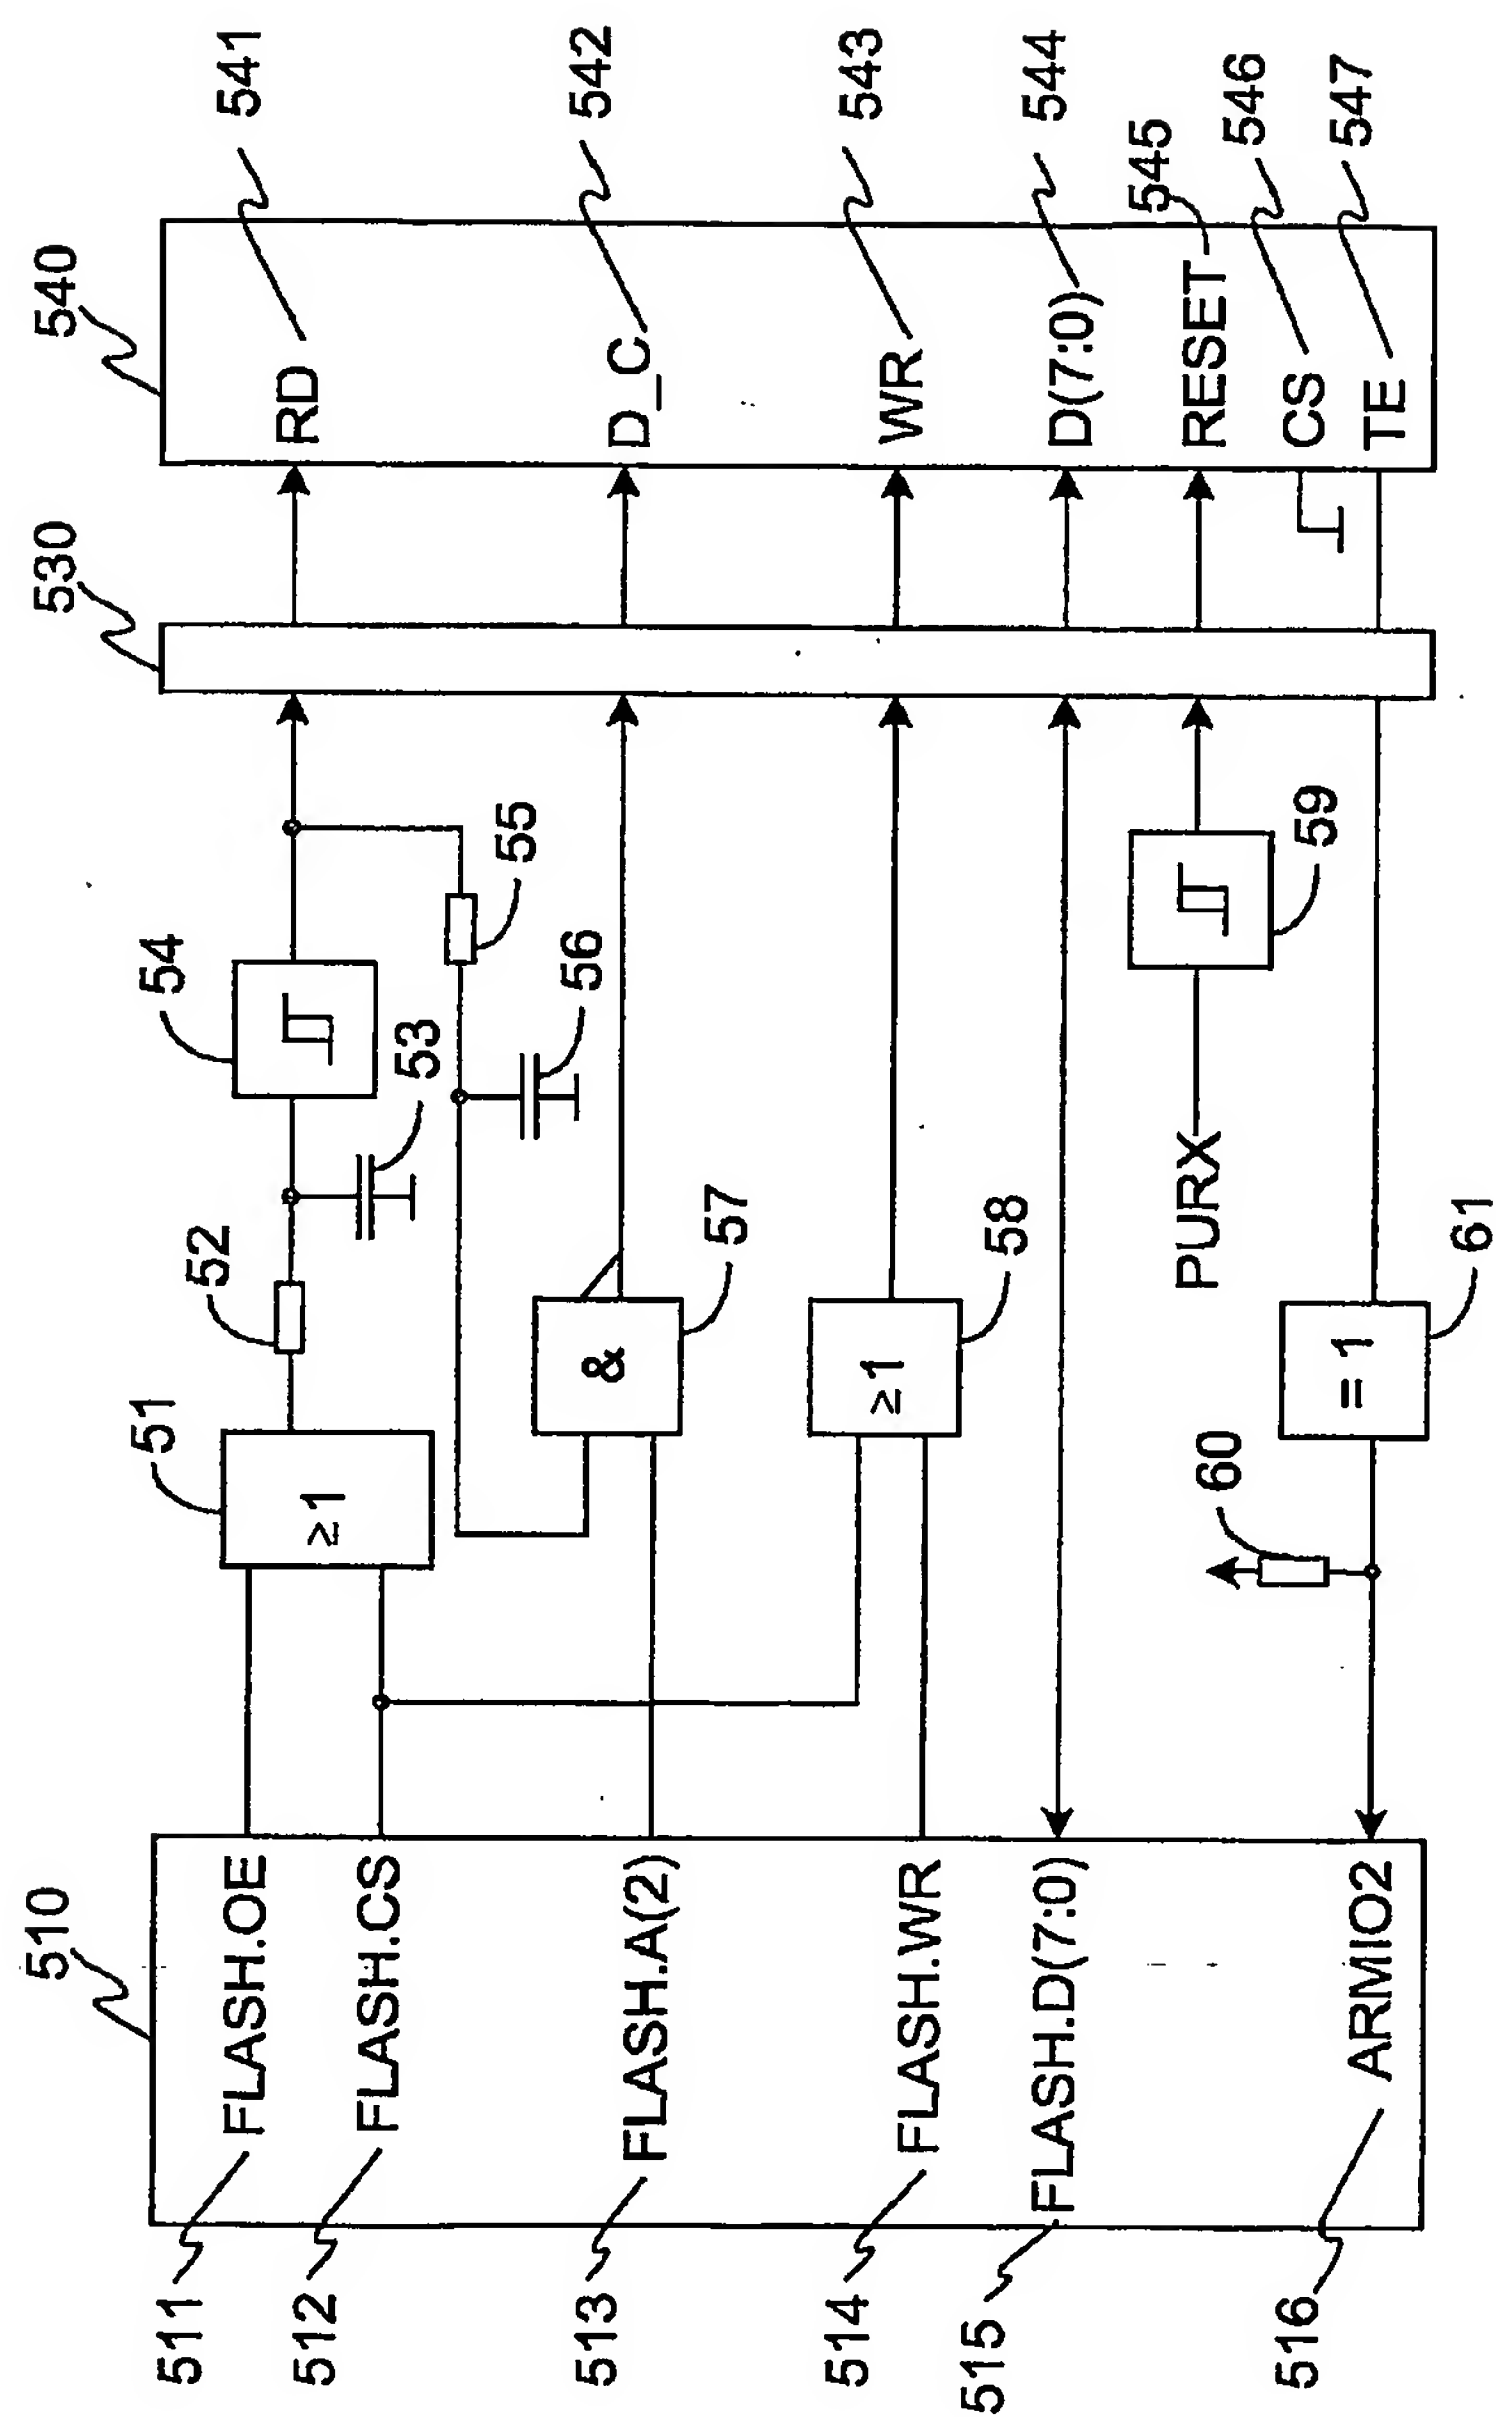 510
511
FLASH.OE
512
FLASH.CS
513
FLASH.A(2)
514
FLASH.WR
515
FLASH.D(7:0)
516
ARMIO2
51
≥1
52
53
54
55
56
57
&
58
≥1
PURX
59
60
61
= 1
530
540
RD
541
D_C
542
WR
543
D(7:0)
544
RESET
545
CS
546
TE
547